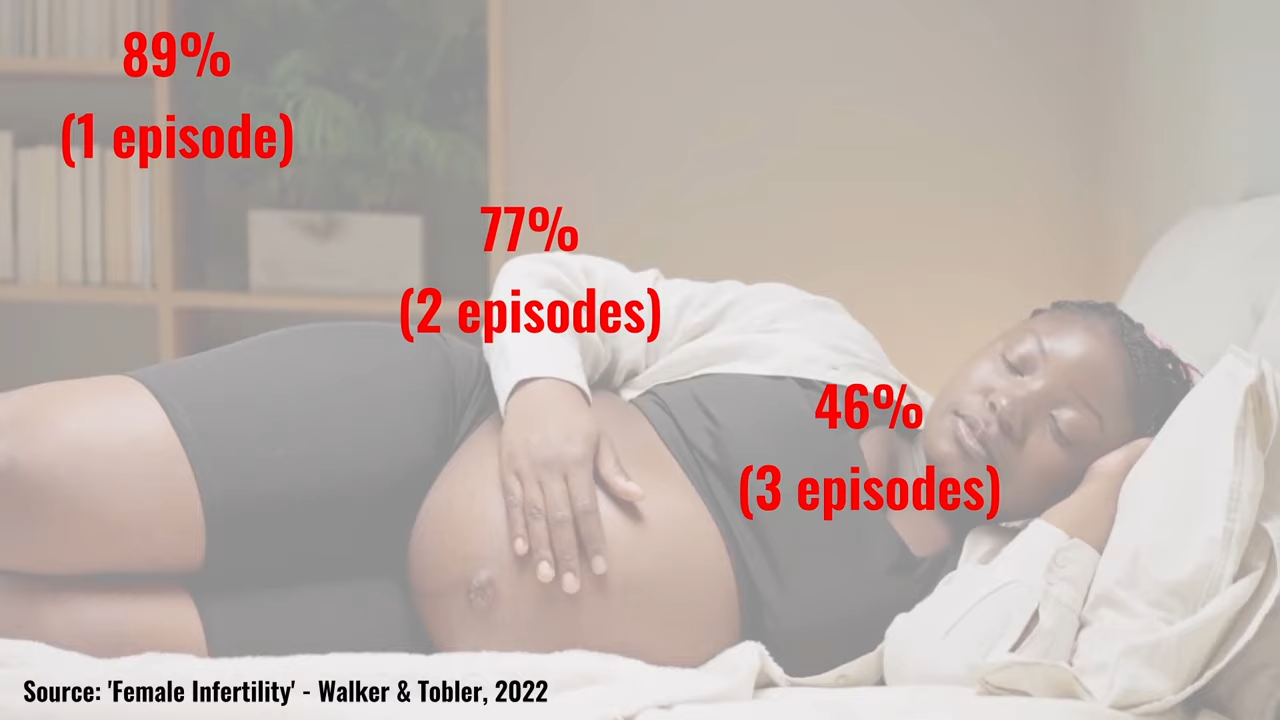 89%
(1 episode)
77%
(2 episodes)
46%
(3 episodes)
Source: 'Female Infertility' - Walker & Tobler, 2022